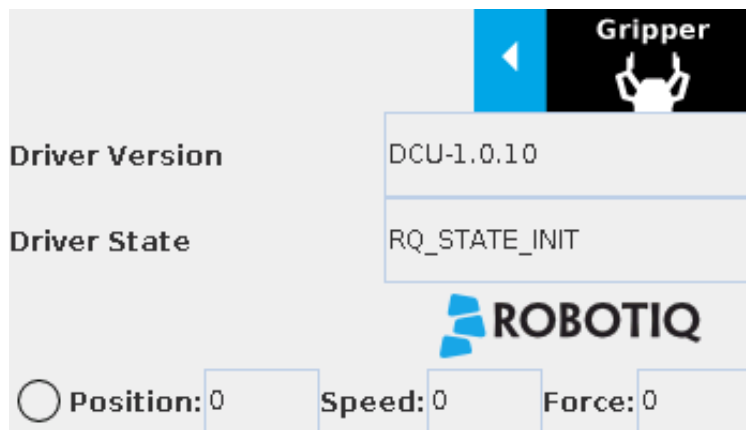 Gripper
Driver Version DCU-1.0.10
Driver State RQ_STATE_INIT
ROBOTIQ
Position: 0 Speed: 0 Force: 0